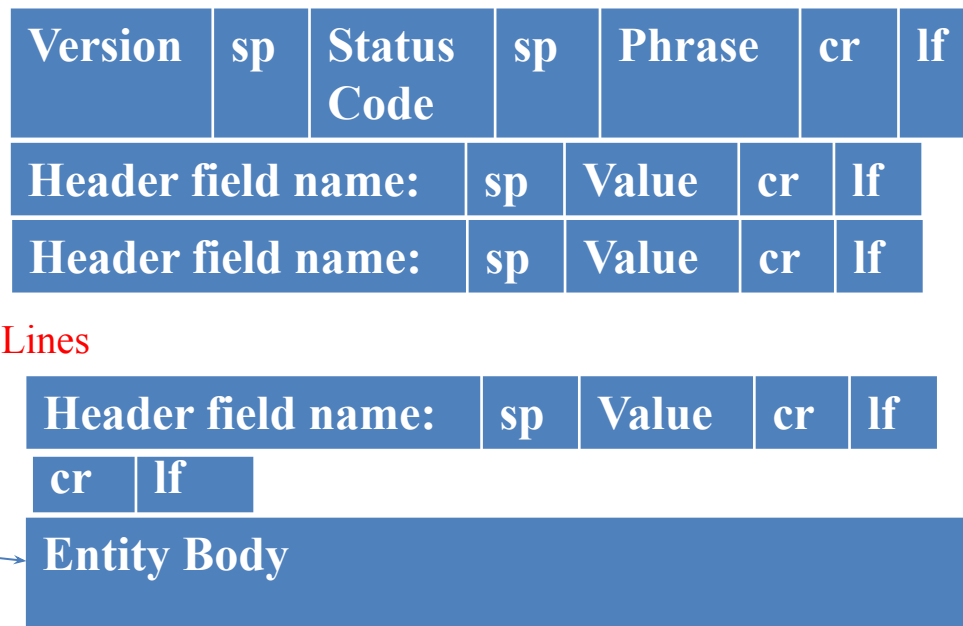 Version sp Status Code sp Phrase cr lf
Header field name: sp Value cr lf
Header field name: sp Value cr lf
Lines
Header field name: sp Value cr lf
cr lf
Entity Body